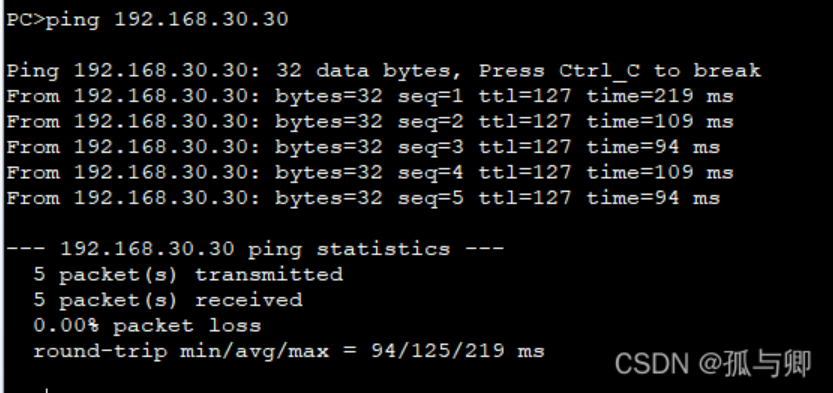 PC>ping 192.168.30.30
Ping 192.168.30.30: 32 data bytes, Press Ctrl_C to break
From 192.168.30.30: bytes=32 seq=1 ttl=127 time=219 ms
From 192.168.30.30: bytes=32 seq=2 ttl=127 time=109 ms
From 192.168.30.30: bytes=32 seq=3 ttl=127 time=94 ms
From 192.168.30.30: bytes=32 seq=4 ttl=127 time=109 ms
From 192.168.30.30: bytes=32 seq=5 ttl=127 time=94 ms
--- 192.168.30.30 ping statistics ---
5 packet(s) transmitted
5 packet(s) received
0.00% packet loss
round-trip min/avg/max = 94/125/219 ms
CSDN @孤与卿